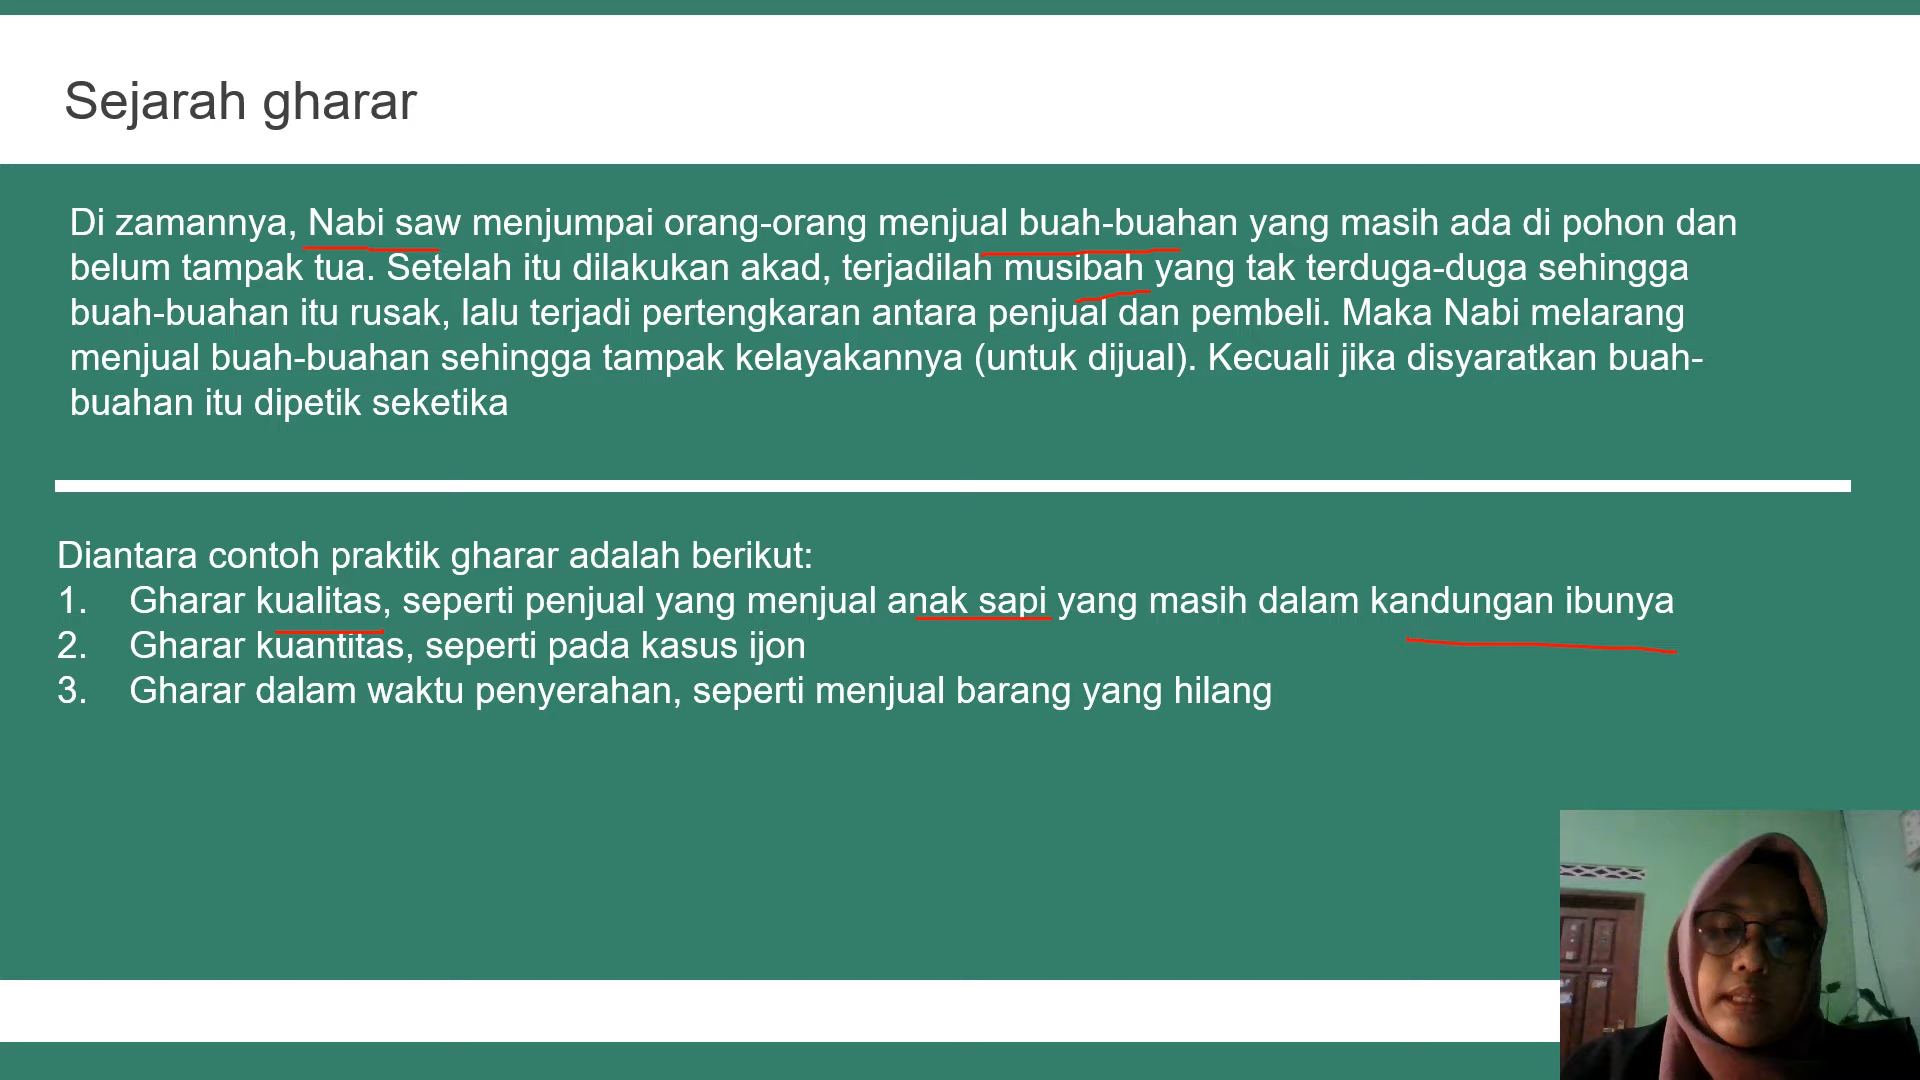 Sejarah gharar
Di zamannya, Nabi saw menjumpai orang-orang menjual buah-buahan yang masih ada di pohon dan
belum tampak tua. Setelah itu dilakukan akad, terjadilah musibah yang tak terduga-duga sehingga
buah-buahan itu rusak, lalu terjadi pertengkaran antara penjual dan pembeli. Maka Nabi melarang
menjual buah-buahan sehingga tampak kelayakannya (untuk dijual). Kecuali jika disyaratkan buah-
buahan itu dipetik seketika
Diantara contoh praktik gharar adalah berikut:
1. Gharar kualitas, seperti penjual yang menjual anak sapi yang masih dalam kandungan ibunya
2. Gharar kuantitas, seperti pada kasus ijon
3. Gharar dalam waktu penyerahan, seperti menjual barang yang hilang